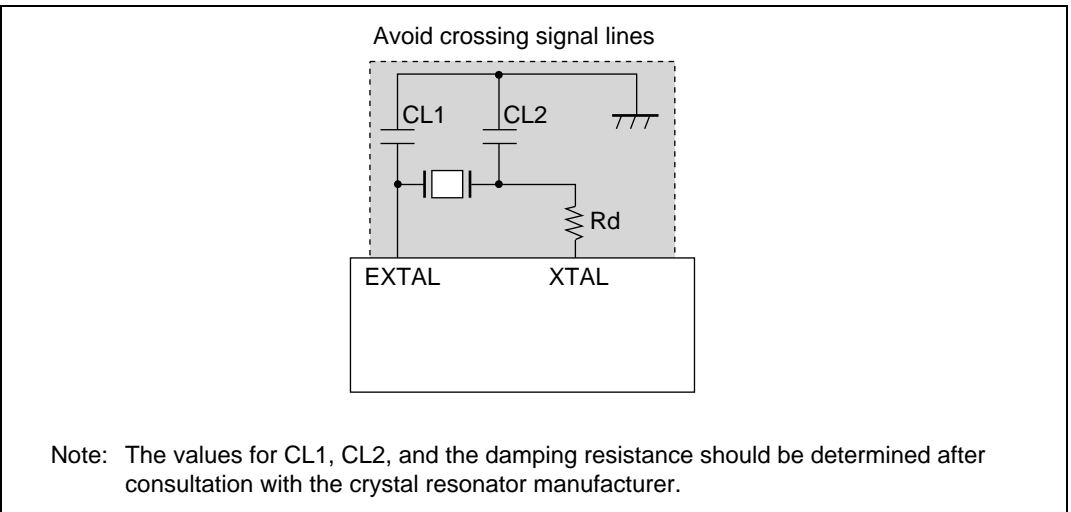 Avoid crossing signal lines
CL1 CL2
Rd
EXTAL XTAL
Note: The values for CL1, CL2, and the damping resistance should be determined after
consultation with the crystal resonator manufacturer.